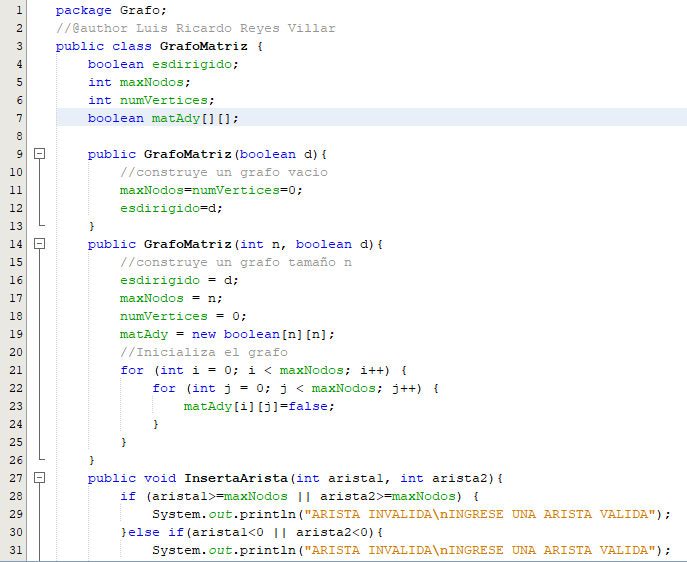 1 package Grafo;
2 //@author Luis Ricardo Reyes Villar
3 public class GrafoMatriz {
4 boolean esdirigido;
5 int maxNodos;
6 int numVertices;
7 boolean matAdy[][];
8
9 public GrafoMatriz(boolean d){
10 //construye un grafo vacio
11 maxNodos=numVertices=0;
12 esdirigido=d;
13 }
14 public GrafoMatriz(int n, boolean d){
15 //construye un grafo tamaño n
16 esdirigido = d;
17 maxNodos = n;
18 numVertices = 0;
19 matAdy = new boolean[n][n];
20 //Inicializa el grafo
21 for (int i = 0; i < maxNodos; i++) {
22 for (int j = 0; j < maxNodos; j++) {
23 matAdy[i][j]=false;
24 }
25 }
26 }
27 public void InsertaArista(int arista1, int arista2){
28 if (arista1>=maxNodos || arista2>=maxNodos) {
29 System.out.println("ARISTA INVALIDA\nINGRESE UNA ARISTA VALIDA");
30 }else if(arista1<0 || arista2<0){
31 System.out.println("ARISTA INVALIDA\nINGRESE UNA ARISTA VALIDA");